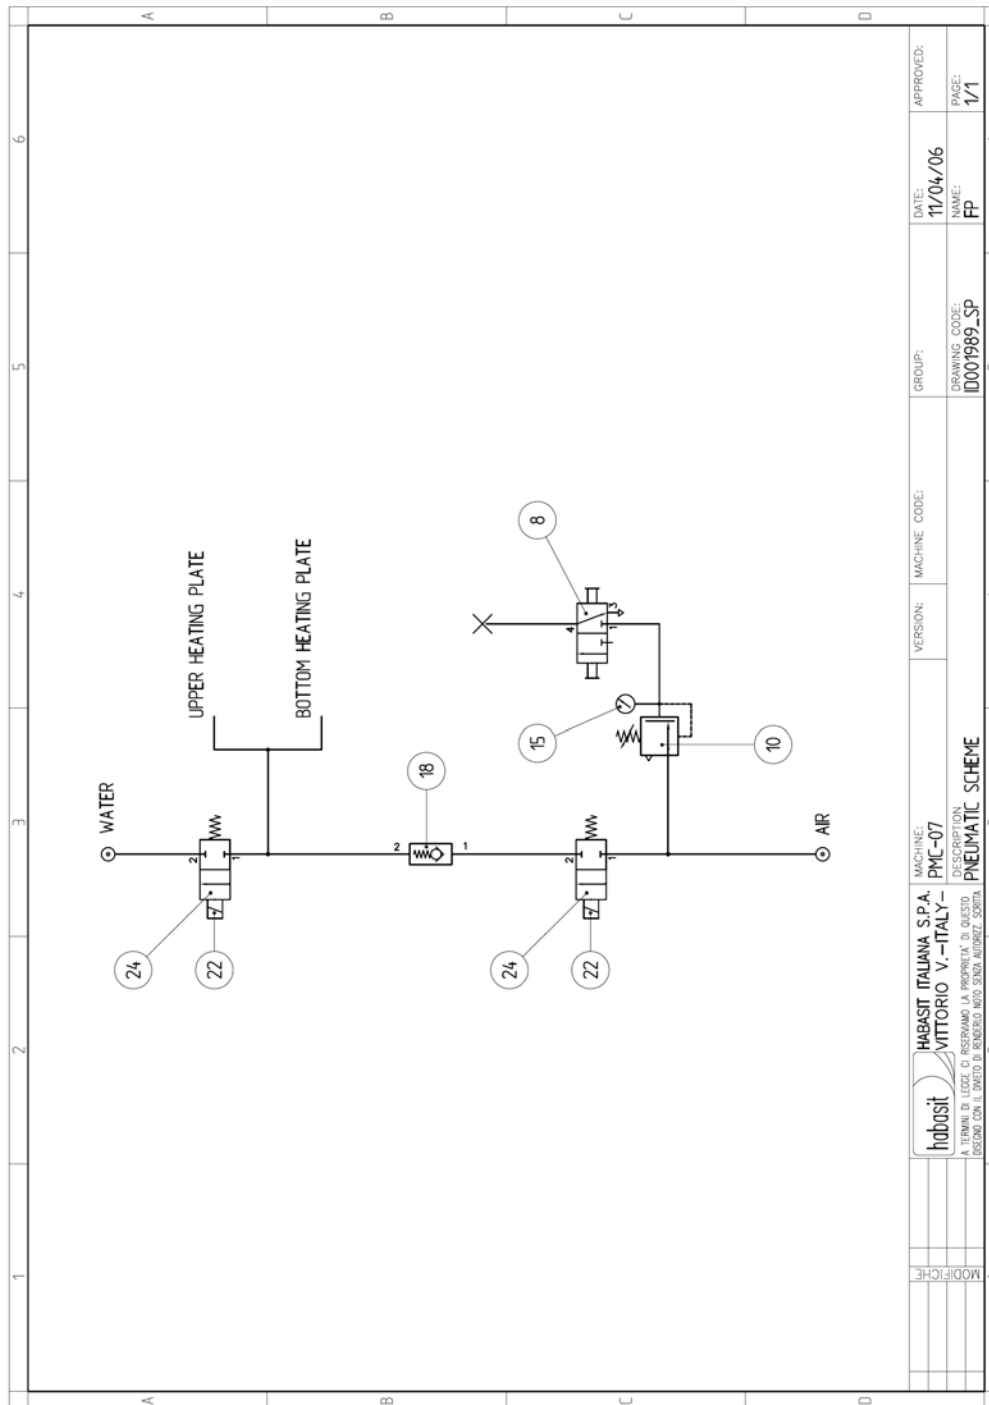 1
2
3
4
5
6
A
A
B
B
C
C
D
D
WATER
24
22
2
1
UPPER HEATING PLATE
BOTTOM HEATING PLATE
18
2
1
24
22
2
1
AIR
15
10
8
4
1
3
MODIFICHE
habasit
HABASIT ITALIANA S.P.A.
VITTORIO V.-ITALY-
A TERMINI DI LEGGE CI RISERVIAMO LA PROPRIETA' DI QUESTO
DISEGNO CON IL DIVIETO DI RENDERLO NOTO SENZA AUTORIZZ. SCRITTA
MACHINE:
PMC-07
VERSION:
MACHINE CODE:
GROUP:
DATE:
11/04/06
APPROVED:
DESCRIPTION
PNEUMATIC SCHEME
DRAWING CODE:
ID001989_SP
NAME:
FP
PAGE:
1/1